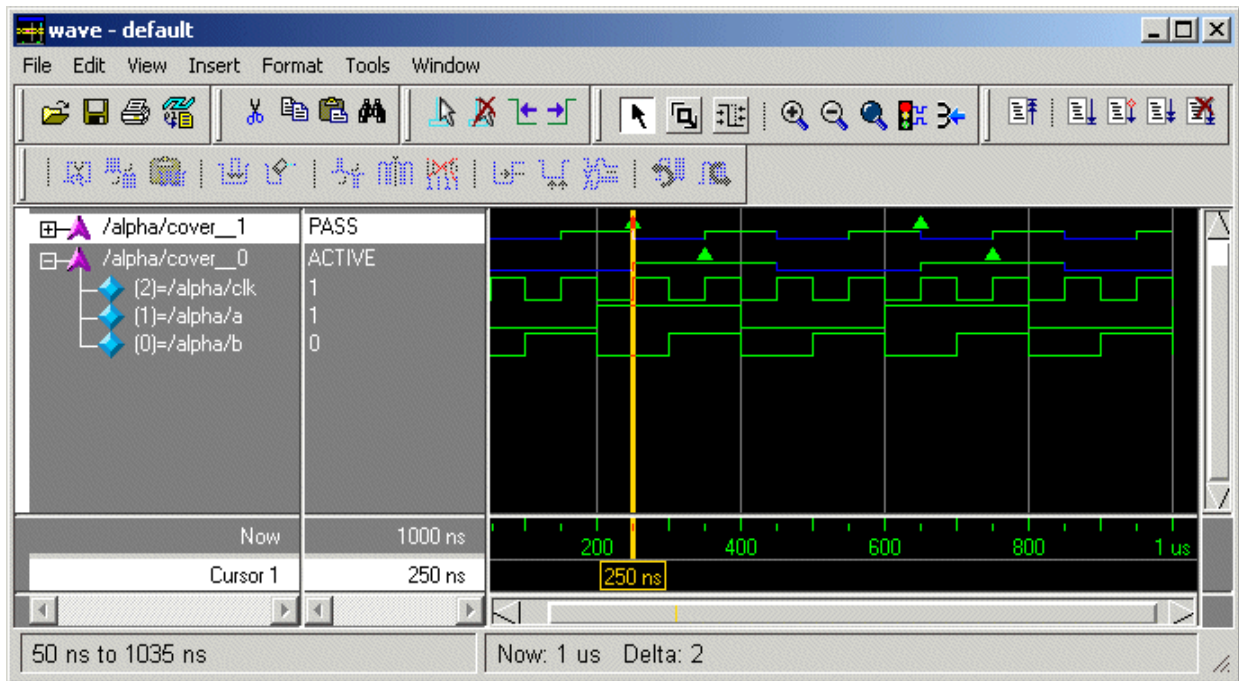 wave - default
File Edit View Insert Format Tools Window
/alpha/cover__1 PASS
/alpha/cover__0 ACTIVE
(2)=/alpha/clk 1
(1)=/alpha/a 1
(0)=/alpha/b 0
Now 1000 ns 200 400 600 800 1 us
Cursor 1 250 ns 250 ns
50 ns to 1035 ns Now: 1 us Delta: 2